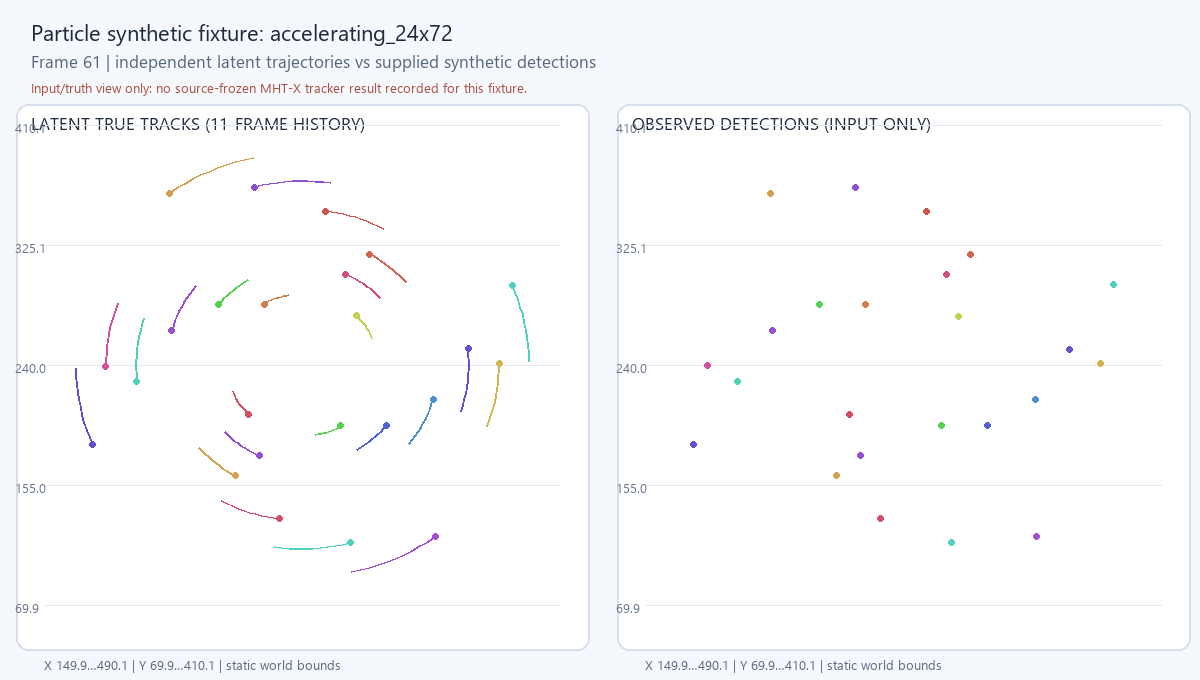 Particle synthetic fixture: accelerating_24x72
Frame 61 | independent latent trajectories vs supplied synthetic detections
Input/truth view only: no source-frozen MHT-X tracker result recorded for this fixture.
LATENT TRUE TRACKS (11-FRAME HISTORY)
410.1
325.1
240.0
155.0
69.9
X 149.9...490.1 | Y 69.9...410.1 | static world bounds
OBSERVED DETECTIONS (INPUT ONLY)
410.1
325.1
240.0
155.0
69.9
X 149.9...490.1 | Y 69.9...410.1 | static world bounds